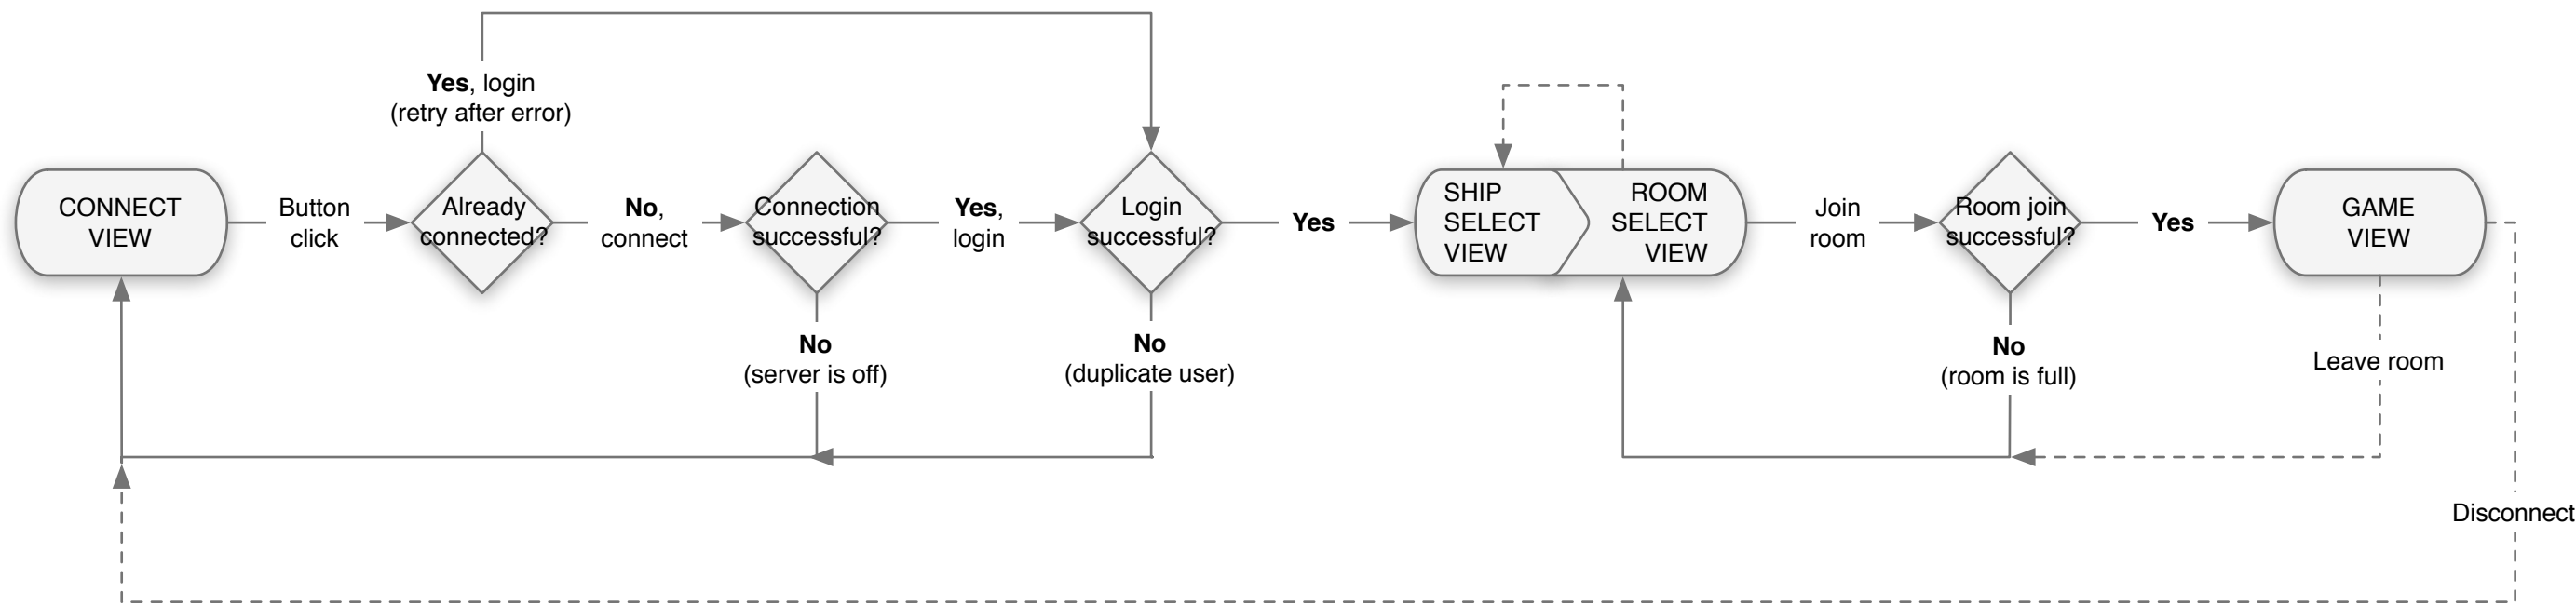 Yes, login
(retry after error)
CONNECT
VIEW
Button
click
Already
connected?
No,
connect
Connection
successful?
Yes,
login
Login
successful?
Yes
SHIP
SELECT
VIEW
ROOM
SELECT
VIEW
Join
room
Room join
successful?
Yes
GAME
VIEW
No
(server is off)
No
(duplicate user)
No
(room is full)
Leave room
Disconnect